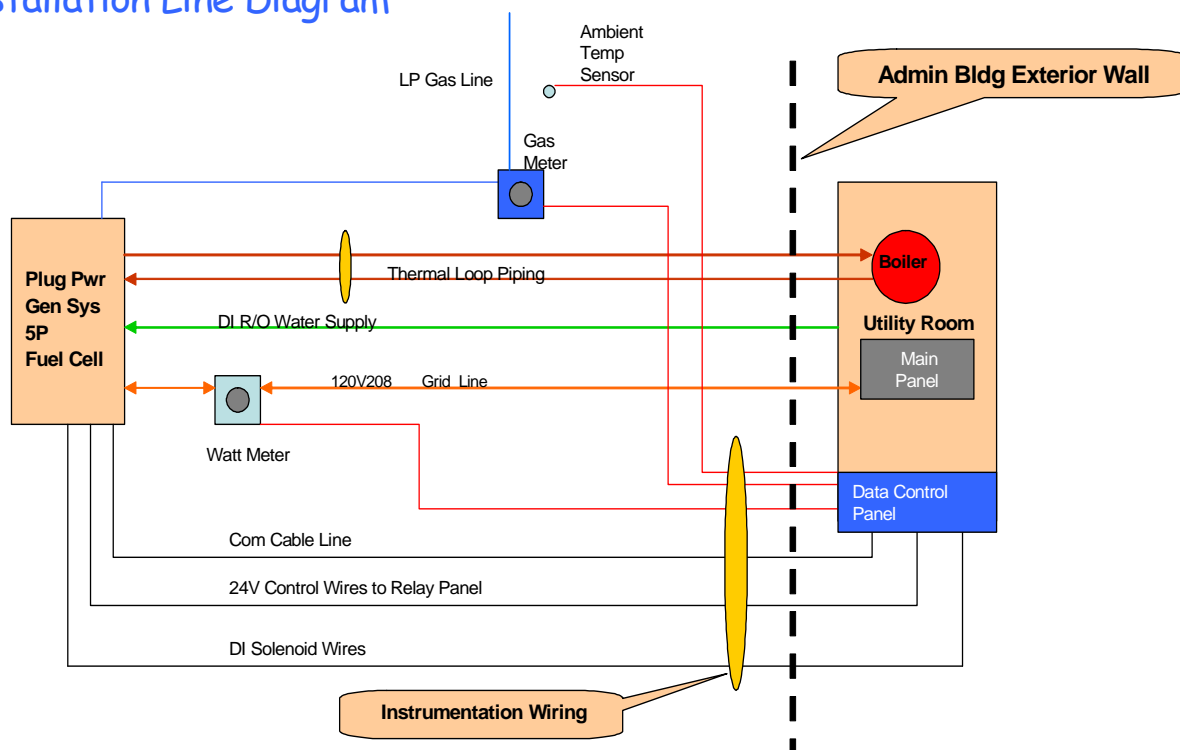 Line Diagram
Ambient
Temp
Sensor
LP Gas Line
Admin Bldg Exterior Wall
Gas
Meter
Plug Pwr
Gen Sys
5P
Fuel Cell
Boiler
Thermal Loop Piping
DI R/O Water Supply
Utility Room
Main
Panel
120V208 Grid Line
Watt Meter
Data Control
Panel
Com Cable Line
24V Control Wires to Relay Panel
DI Solenoid Wires
Instrumentation Wiring